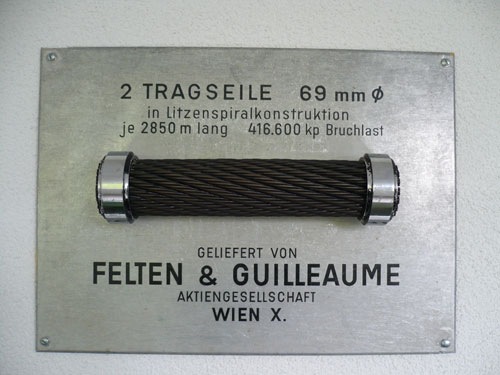 2 TRAGSEILE 69 mm ϕ
in Litzenspiralkonstruktion
je 2850 m lang 416.600 kp Bruchlast
GELIEFERT VON
FELTEN & GUILLEAUME
AKTIENGESELLSCHAFT
WIEN X.